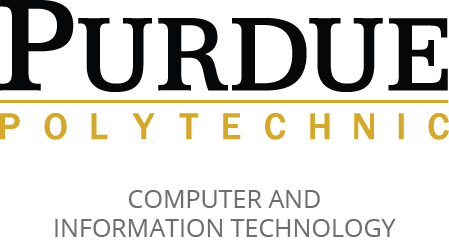 PURDUE
POLYTECHNIC
COMPUTER AND
INFORMATION TECHNOLOGY